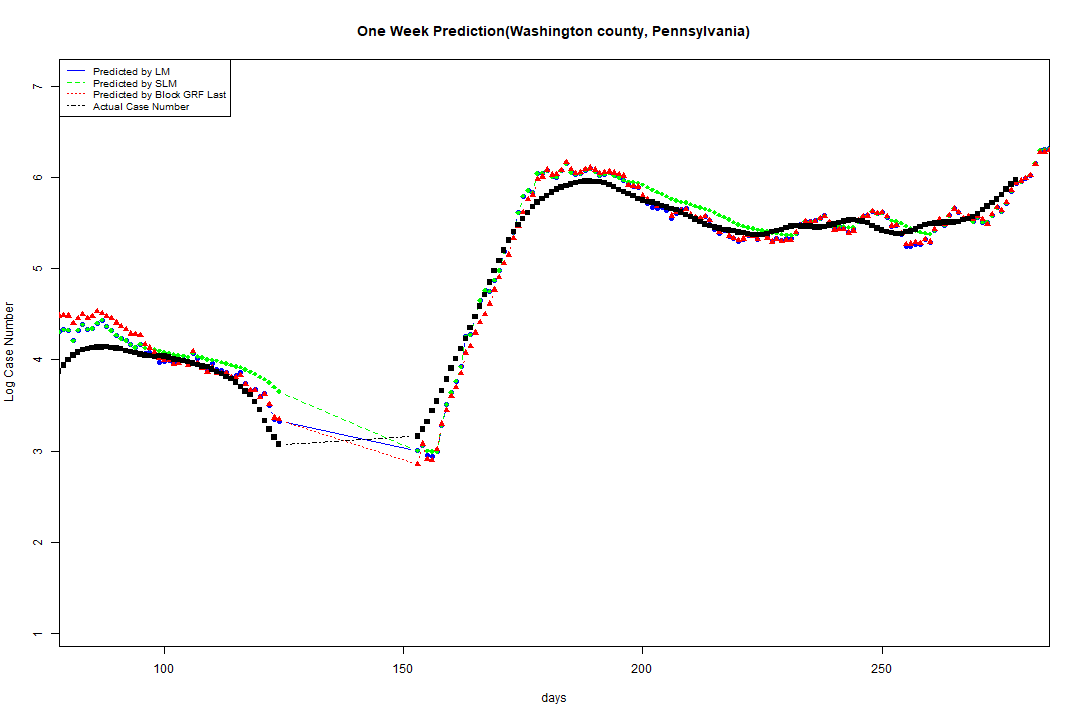 One Week Prediction(Washington county, Pennsylvania)
Predicted by LM
Predicted by SLM
Predicted by Block GRF Last
Actual Case Number
7
6
5
4
3
2
1
Log Case Number
100 150 200 250
days